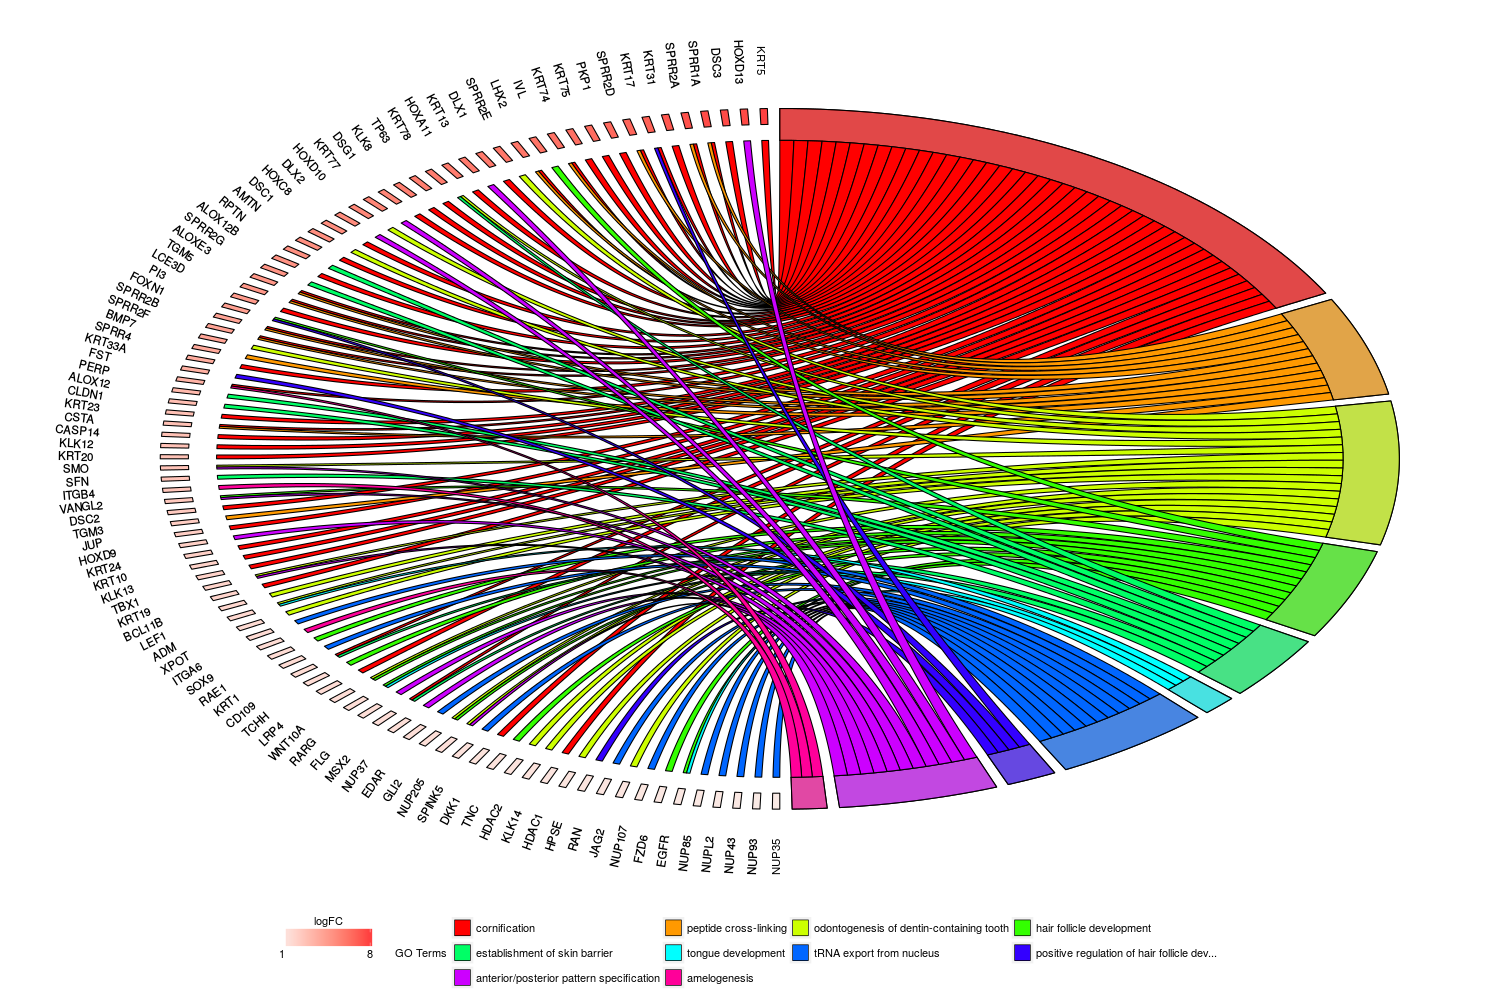 KRT5
HOXD13
DSC3
SPRR1A
SPRR2A
KRT31
KRT17
SPRR2D
PKP1
KRT75
KRT74
IVL
LHX2
SPRR2E
DLX1
KRT13
HOXA11
KRT78
TP63
KLK8
DSG1
KRT77
HOXD10
DLX2
HOXC8
DSC1
AMTN
RPTN
ALOX12B
SPRR2G
ALOXE3
TGM5
LCE3D
PI3
FOXN1
SPRR2B
SPRR2F
BMP7
SPRR4
KRT33A
FST
PERP
ALOX12
CLDN1
KRT23
CSTA
CASP14
KLK12
KRT20
SMO
SFN
ITGB4
VANGL2
DSC2
TGM3
JUP
HOXD9
KRT24
KRT10
KLK13
TBX1
KRT19
BCL11B
LEF1
ADM
XPOT
ITGA6
SOX9
RAE1
KRT1
CD109
TCHH
LRP4
WNT10A
RARG
FLG
MSX2
NUP37
EDAR
GLI2
NUP205
SPINK5
DKK1
TNC
HDAC2
KLK14
HDAC1
HPSE
RAN
JAG2
NUP107
FZD6
EGFR
NUP85
NUPL2
NUP43
NUP93
NUP35
logFC
1 8
GO Terms
cornification
peptide cross-linking
odontogenesis of dentin-containing tooth
hair follicle development
establishment of skin barrier
tongue development
tRNA export from nucleus
positive regulation of hair follicle dev...
anterior/posterior pattern specification
amelogenesis